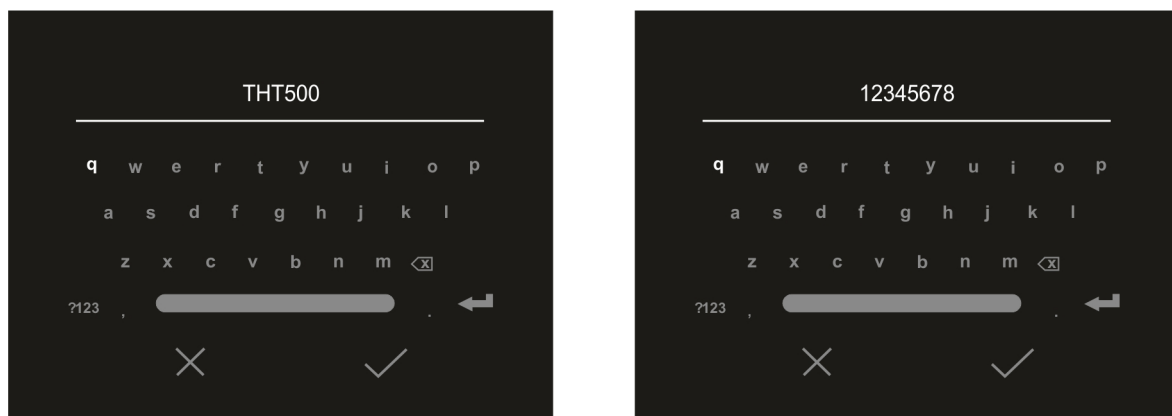 THT500
q w e r t y u i o p
a s d f g h j k l
z x c v b n m x
?123 , .
12345678
q w e r t y u i o p
a s d f g h j k l
z x c v b n m x
?123 , .